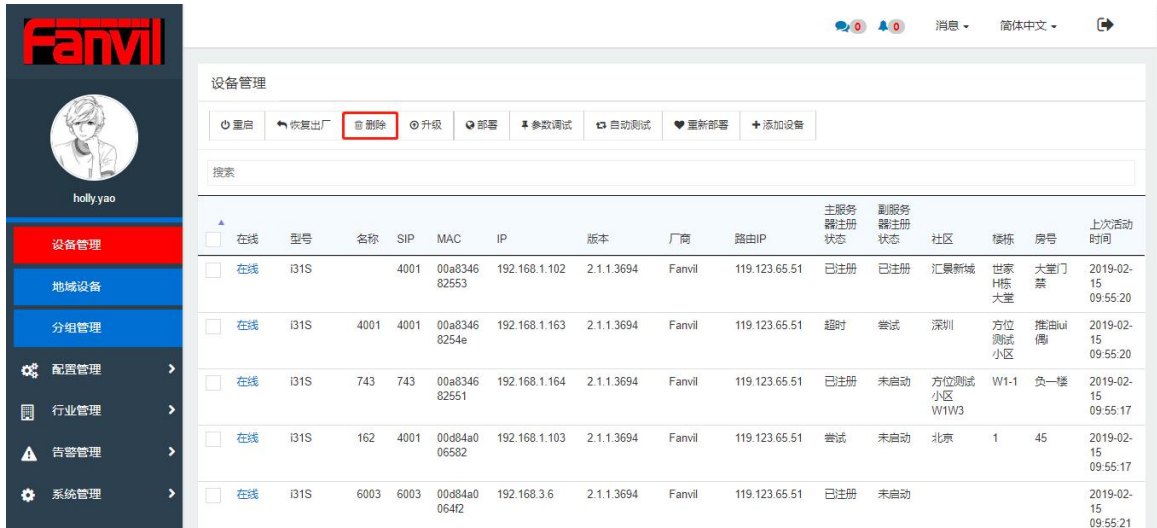 Fanvil
0 0 消息 简体中文
holly.yao
设备管理
地域设备
分组管理
配置管理
行业管理
告警管理
系统管理
设备管理
重启 恢复出厂 删除 升级 部署 参数调试 自动测试 重新部署 添加设备
搜索
在线 型号 名称 SIP MAC IP 版本 厂商 路由IP 主服务器注册状态 副服务器注册状态 社区 楼栋 房号 上次活动时间
在线 i31S 4001 00a834682553 192.168.1.102 2.1.1.3694 Fanvil 119.123.65.51 已注册 已注册 汇景新城 世家H栋大堂 大堂门禁 2019-02-15 09:55:20
在线 i31S 4001 4001 00a83468254e 192.168.1.163 2.1.1.3694 Fanvil 119.123.65.51 超时 尝试 深圳 方位测试小区 推油ui偶 2019-02-15 09:55:20
在线 i31S 743 743 00a834682551 192.168.1.164 2.1.1.3694 Fanvil 119.123.65.51 已注册 未启动 方位测试小区W1W3 W1-1 负一楼 2019-02-15 09:55:17
在线 i31S 162 4001 00d84a006582 192.168.1.103 2.1.1.3694 Fanvil 119.123.65.51 尝试 未启动 北京 1 45 2019-02-15 09:55:17
在线 i31S 6003 6003 00d84a0064f2 192.168.3.6 2.1.1.3694 Fanvil 119.123.65.51 已注册 未启动 2019-02-15 09:55:21